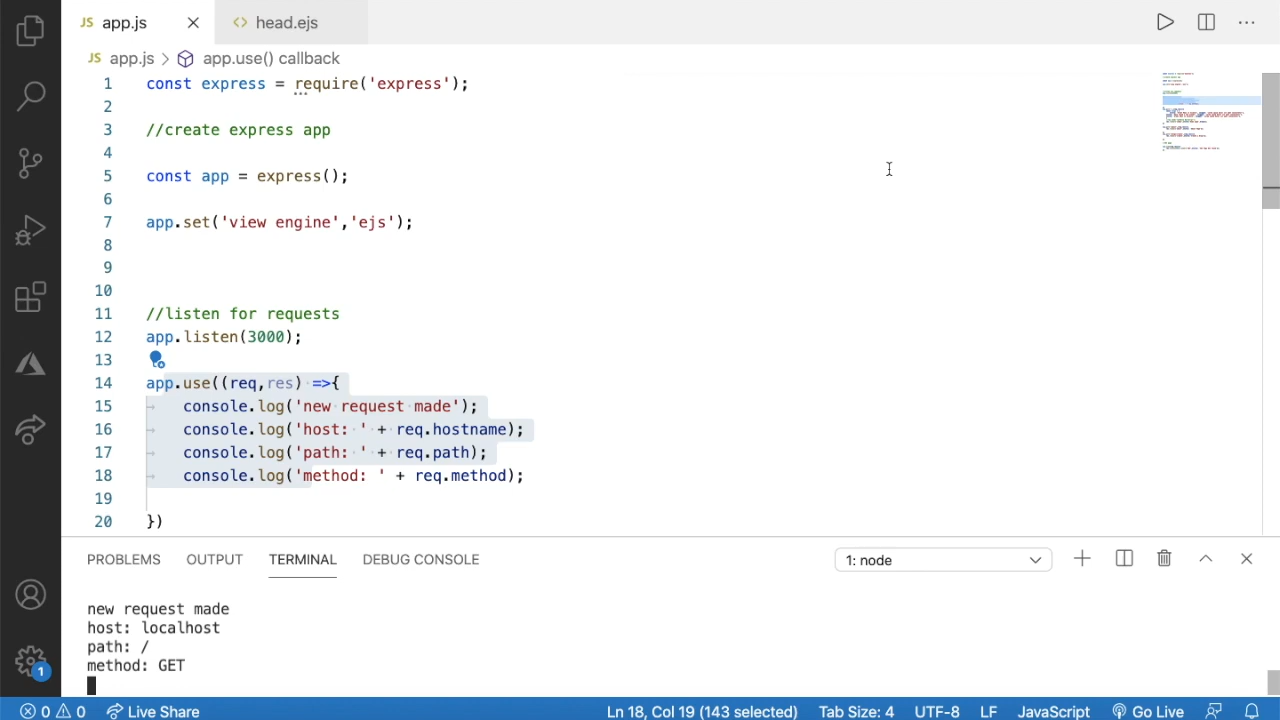 JS app.js
<> head.ejs
JS app.js > app.use() callback
1 const express = require('express');
2
3 //create express app
4
5 const app = express();
6
7 app.set('view engine','ejs');
8
9
10
11 //listen for requests
12 app.listen(3000);
13
14 app.use((req,res) =>{
15 console.log('new request made');
16 console.log('host: ' + req.hostname);
17 console.log('path: ' + req.path);
18 console.log('method: ' + req.method);
19
20 })
PROBLEMS OUTPUT TERMINAL DEBUG CONSOLE 1: node
new request made
host: localhost
path: /
method: GET
1
0 0 Live Share Ln 18, Col 19 (143 selected) Tab Size: 4 UTF-8 LF JavaScript Go Live